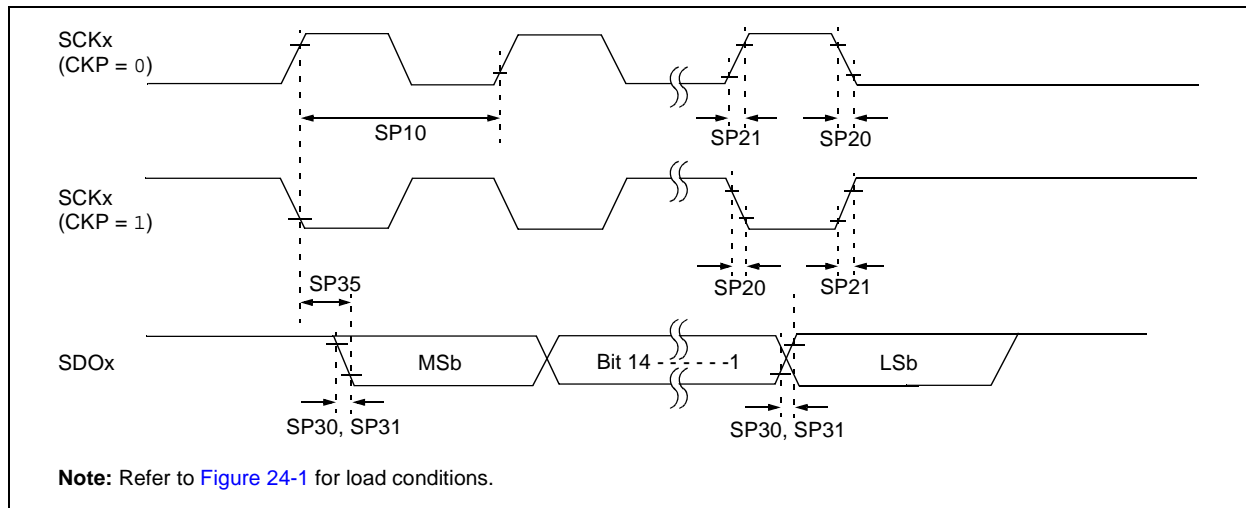 SCKx
(CKP = 0)
SP10
SP21
SP20
SCKx
(CKP = 1)
SP35
SP20
SP21
SDOx
MSb
Bit 14 - - - - - -1
LSb
SP30, SP31
SP30, SP31
Note: Refer to Figure 24-1 for load conditions.